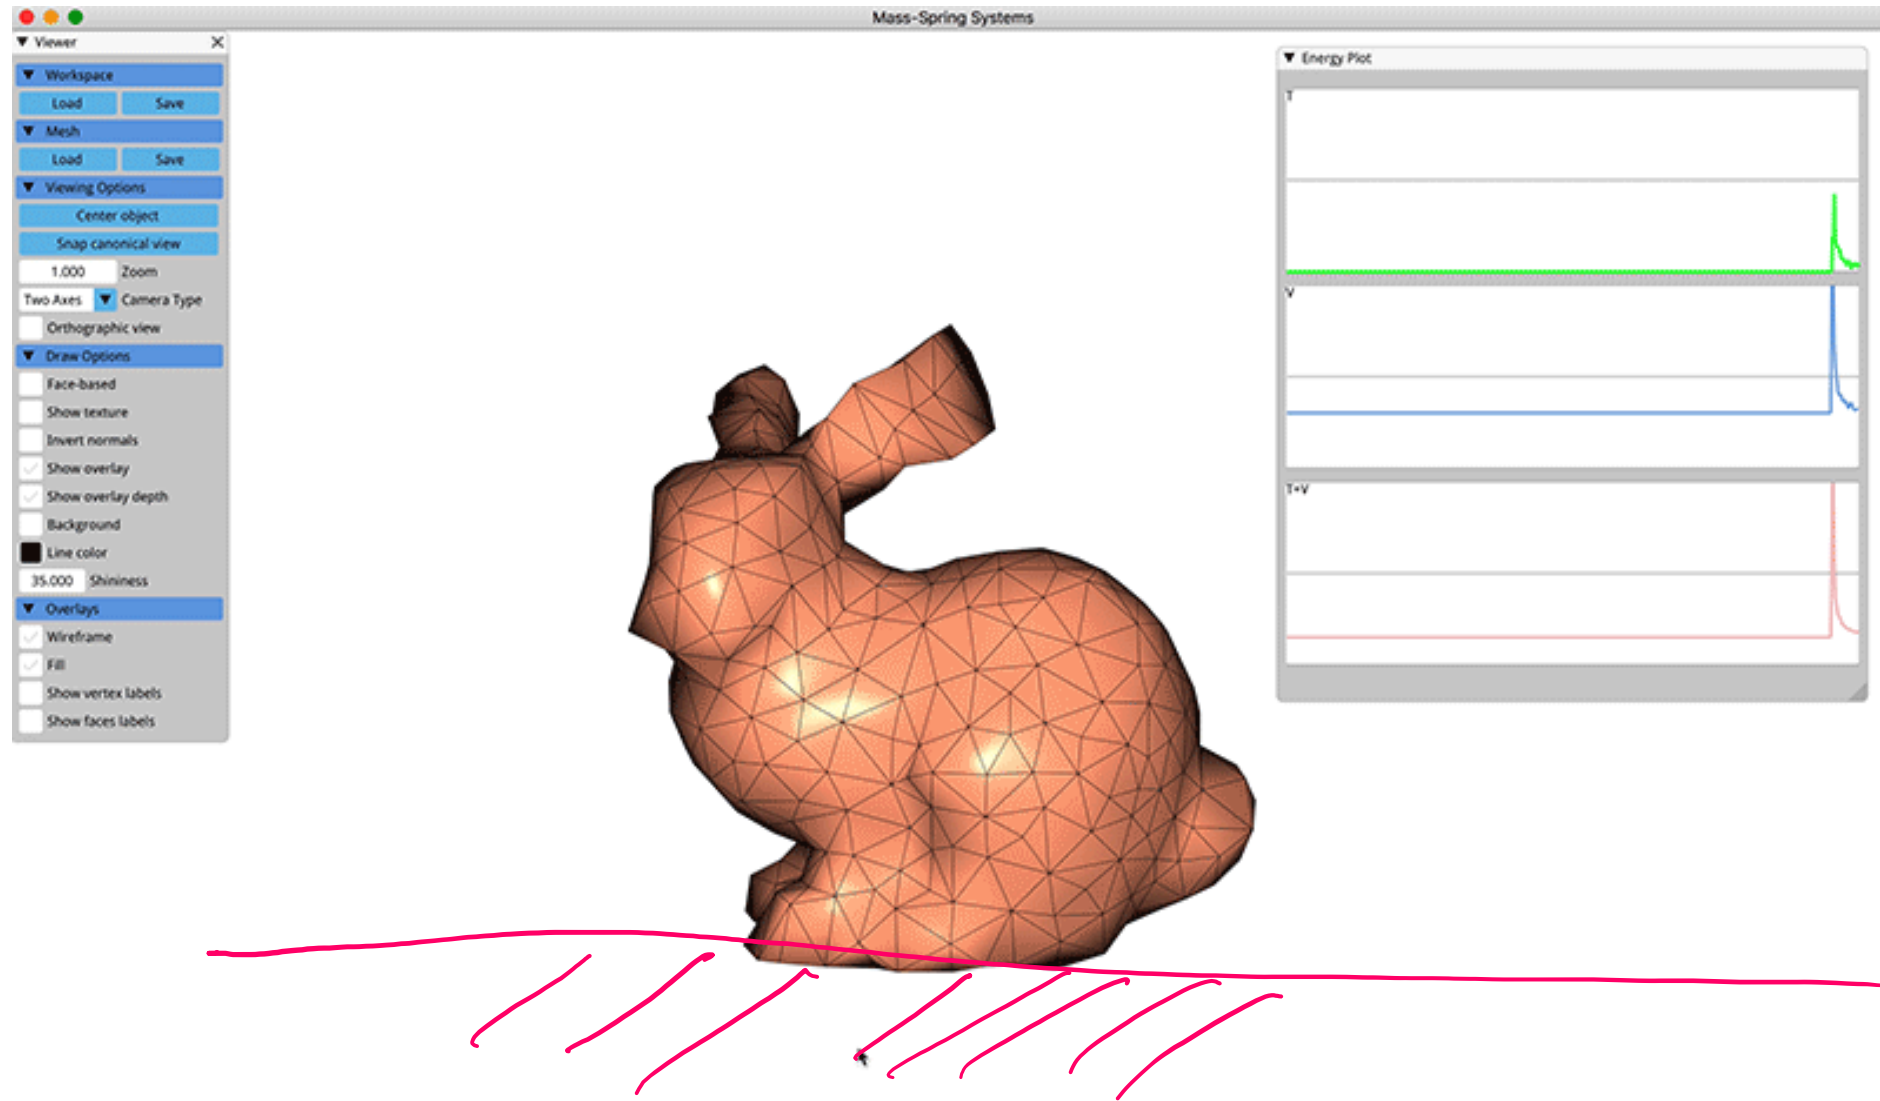 Mass-Spring Systems
Viewer
Workspace
Load Save
Mesh
Load Save
Viewing Options
Center object
Snap canonical view
1.000 Zoom
Two Axes Camera Type
Orthographic view
Draw Options
Face-based
Show texture
Invert normals
Show overlay
Show overlay depth
Background
Line color
35.000 Shininess
Overlays
Wireframe
Fill
Show vertex labels
Show faces labels
Energy Plot
T
V
T+V